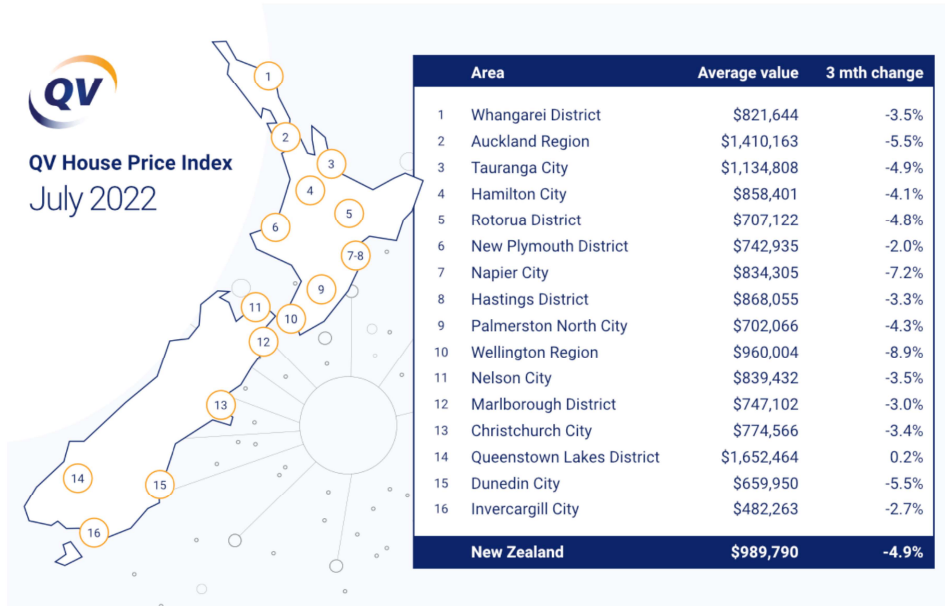 QV
QV House Price Index
July 2022
1
2
3
4
5
6
7-8
9
10
11
12
13
14
15
16
Area Average value 3 mth change
1 Whangarei District $821,644 -3.5%
2 Auckland Region $1,410,163 -5.5%
3 Tauranga City $1,134,808 -4.9%
4 Hamilton City $858,401 -4.1%
5 Rotorua District $707,122 -4.8%
6 New Plymouth District $742,935 -2.0%
7 Napier City $834,305 -7.2%
8 Hastings District $868,055 -3.3%
9 Palmerston North City $702,066 -4.3%
10 Wellington Region $960,004 -8.9%
11 Nelson City $839,432 -3.5%
12 Marlborough District $747,102 -3.0%
13 Christchurch City $774,566 -3.4%
14 Queenstown Lakes District $1,652,464 0.2%
15 Dunedin City $659,950 -5.5%
16 Invercargill City $482,263 -2.7%
New Zealand $989,790 -4.9%